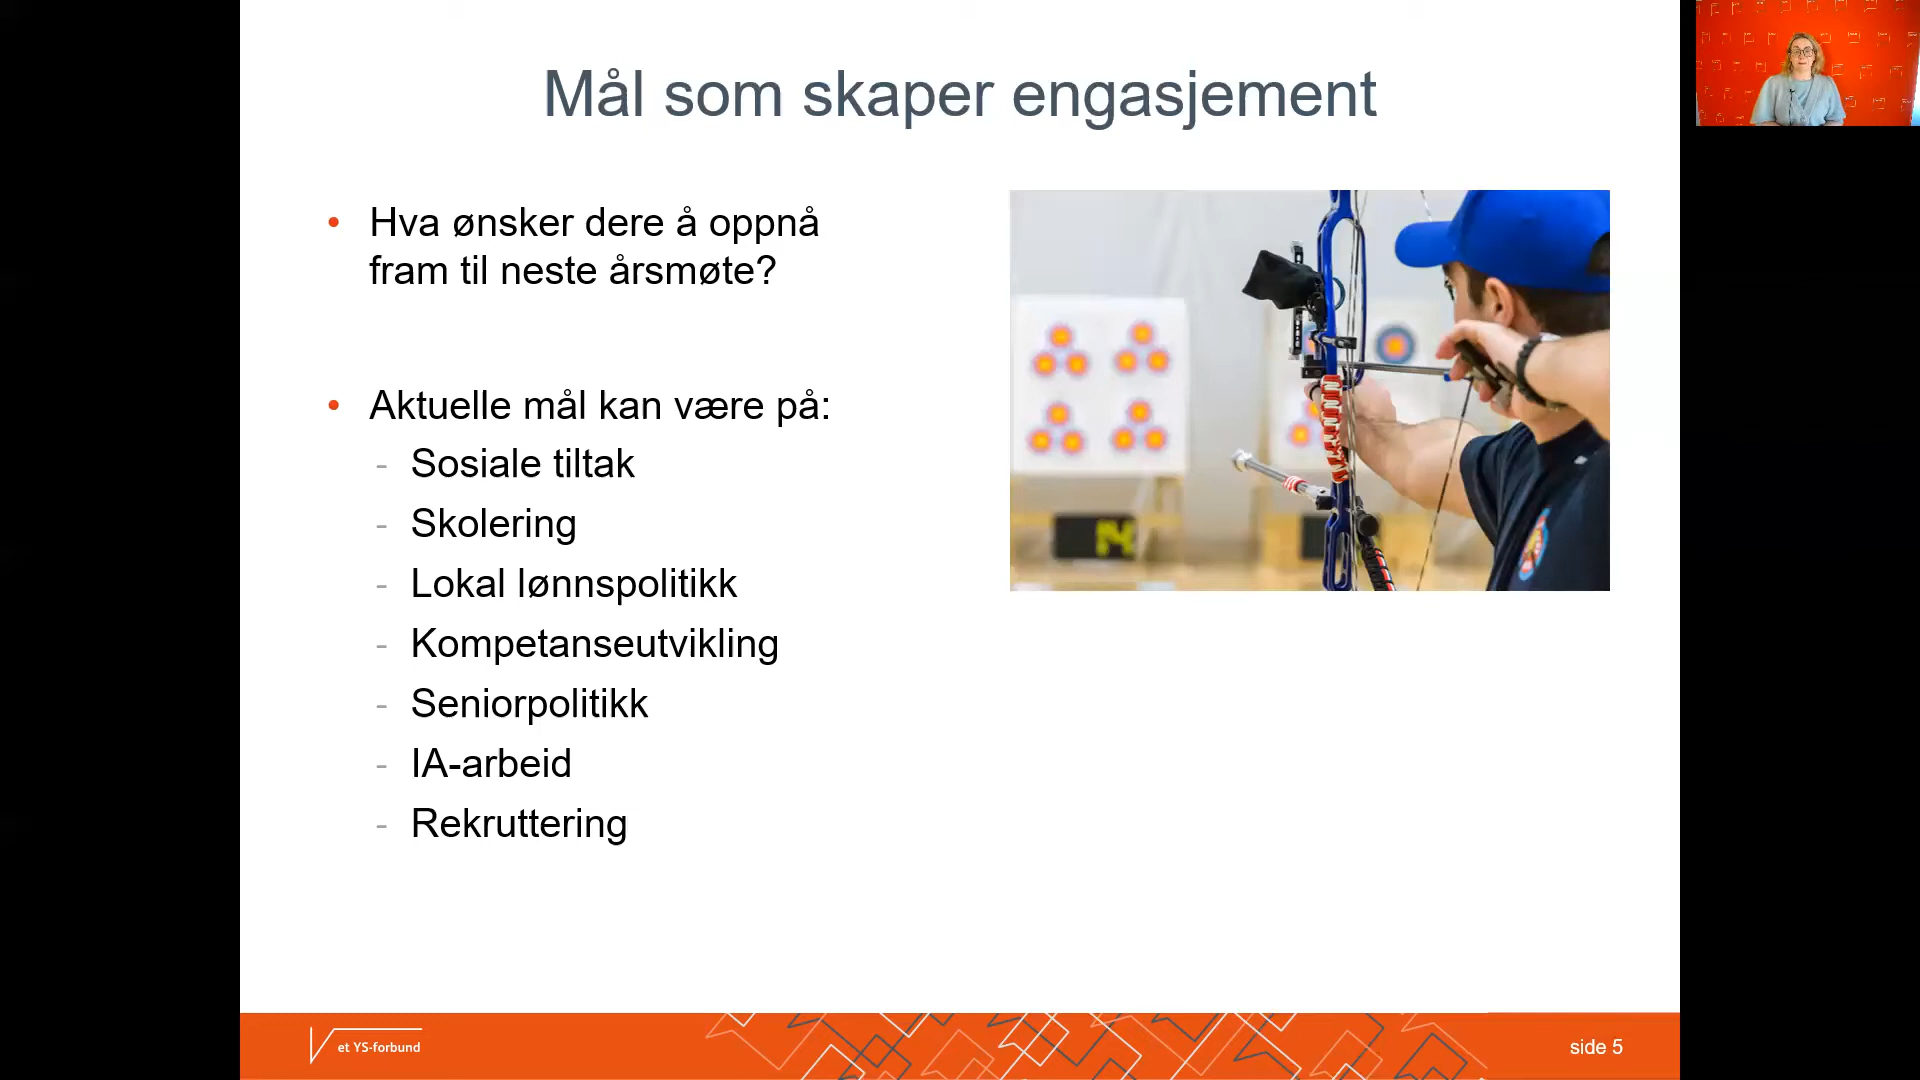 Mål som skaper engasjement
• Hva ønsker dere å oppnå
fram til neste årsmøte?
• Aktuelle mål kan være på:
- Sosiale tiltak
- Skolering
- Lokal lønnspolitikk
- Kompetanseutvikling
- Seniorpolitikk
- IA-arbeid
- Rekruttering
et YS-forbund
side 5